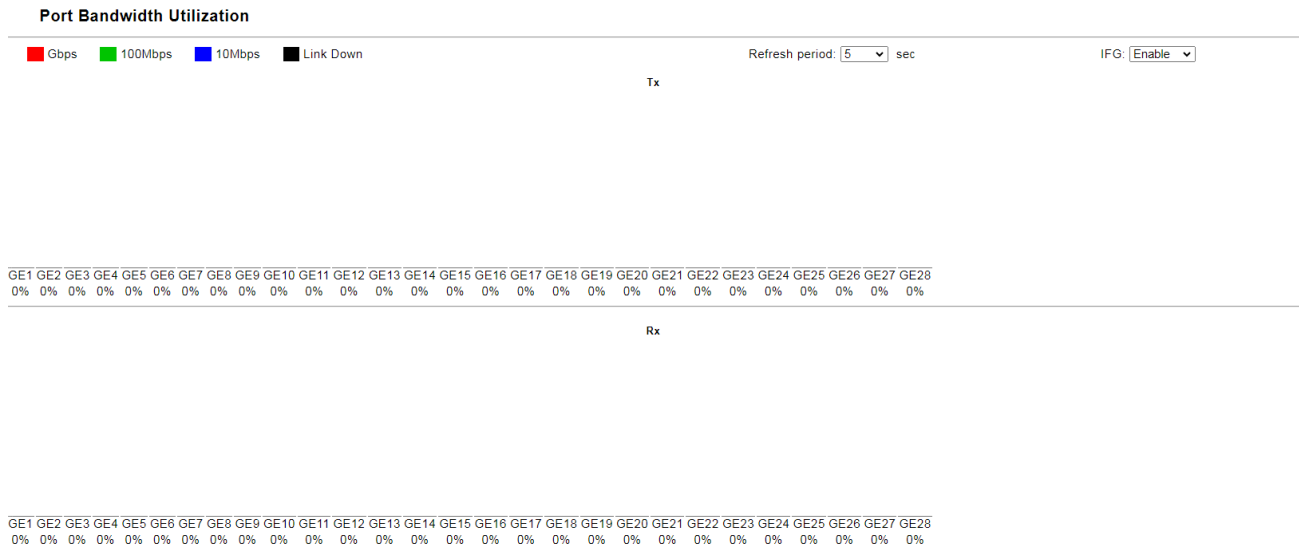 Port Bandwidth Utilization
Gbps 100Mbps 10Mbps Link Down Refresh period: 5 sec IFG: Enable
Tx
GE1 GE2 GE3 GE4 GE5 GE6 GE7 GE8 GE9 GE10 GE11 GE12 GE13 GE14 GE15 GE16 GE17 GE18 GE19 GE20 GE21 GE22 GE23 GE24 GE25 GE26 GE27 GE28
0% 0% 0% 0% 0% 0% 0% 0% 0% 0% 0% 0% 0% 0% 0% 0% 0% 0% 0% 0% 0% 0% 0% 0% 0% 0% 0% 0%
Rx
GE1 GE2 GE3 GE4 GE5 GE6 GE7 GE8 GE9 GE10 GE11 GE12 GE13 GE14 GE15 GE16 GE17 GE18 GE19 GE20 GE21 GE22 GE23 GE24 GE25 GE26 GE27 GE28
0% 0% 0% 0% 0% 0% 0% 0% 0% 0% 0% 0% 0% 0% 0% 0% 0% 0% 0% 0% 0% 0% 0% 0% 0% 0% 0% 0%